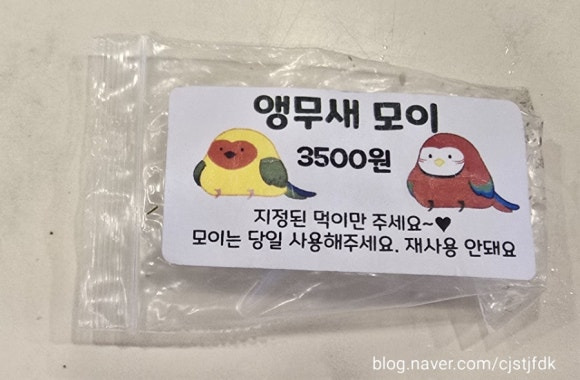 앵무새 모이
3500원
지정된 먹이만 주세요~♥
모이는 당일 사용해주세요. 재사용 안돼요
blog.naver.com/cjstjfdk